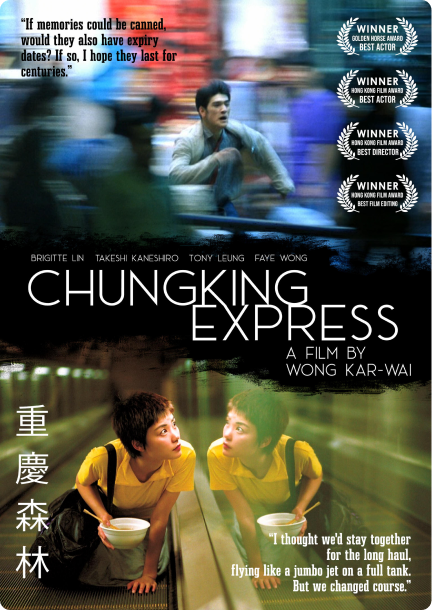 “If memories could be canned,
would they also have expiry
dates? If so, I hope they last for
centuries.”
WINNER
GOLDEN HORSE AWARD
BEST ACTOR
WINNER
HONG KONG FILM AWARD
BEST ACTOR
WINNER
HONG KONG FILM AWARD
BEST DIRECTOR
WINNER
HONG KONG FILM AWARD
BEST FILM EDITING
BRIGITTE LIN TAKESHI KANESHIRO TONY LEUNG FAYE WONG
CHUNGKING
EXPRESS
A FILM BY
WONG KAR-WAI
重
慶
森
林
“I thought we’d stay together
for the long haul,
flying like a jumbo jet on a full tank.
But we changed course.”